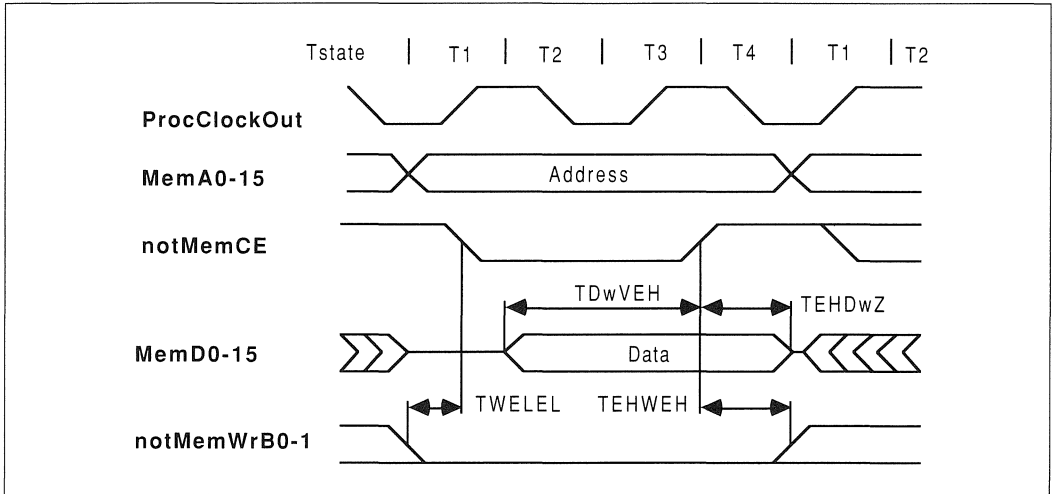 Tstate | T1 | T2 | T3 | T4 | T1 | T2
ProcClockOut
MemA0-15
Address
notMemCE
TDwVEH
TEHDwZ
MemD0-15
Data
TWELEL
TEHWEH
notMemWrB0-1